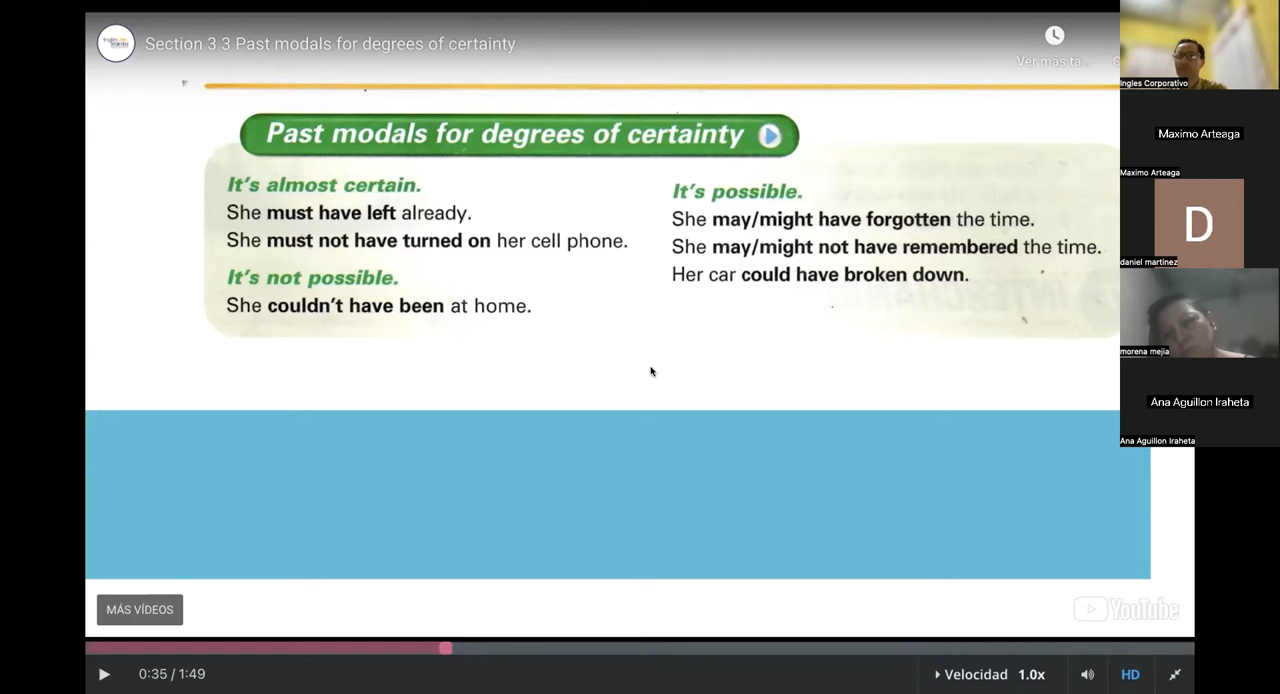 Section 3 3 Past modals for degrees of certainty
Ver más ta...
Past modals for degrees of certainty
It's almost certain.
She must have left already.
She must not have turned on her cell phone.
It's not possible.
She couldn't have been at home.
It's possible.
She may/might have forgotten the time.
She may/might not have remembered the time.
Her car could have broken down.
MÁS VÍDEOS
YouTube
0:35 / 1:49
Velocidad 1.0x
HD
Ingles Corporativo
Maximo Arteaga
Maximo Arteaga
D
daniel martinez
morena mejia
Ana Aguillon Iraheta
Ana Aguillon Iraheta